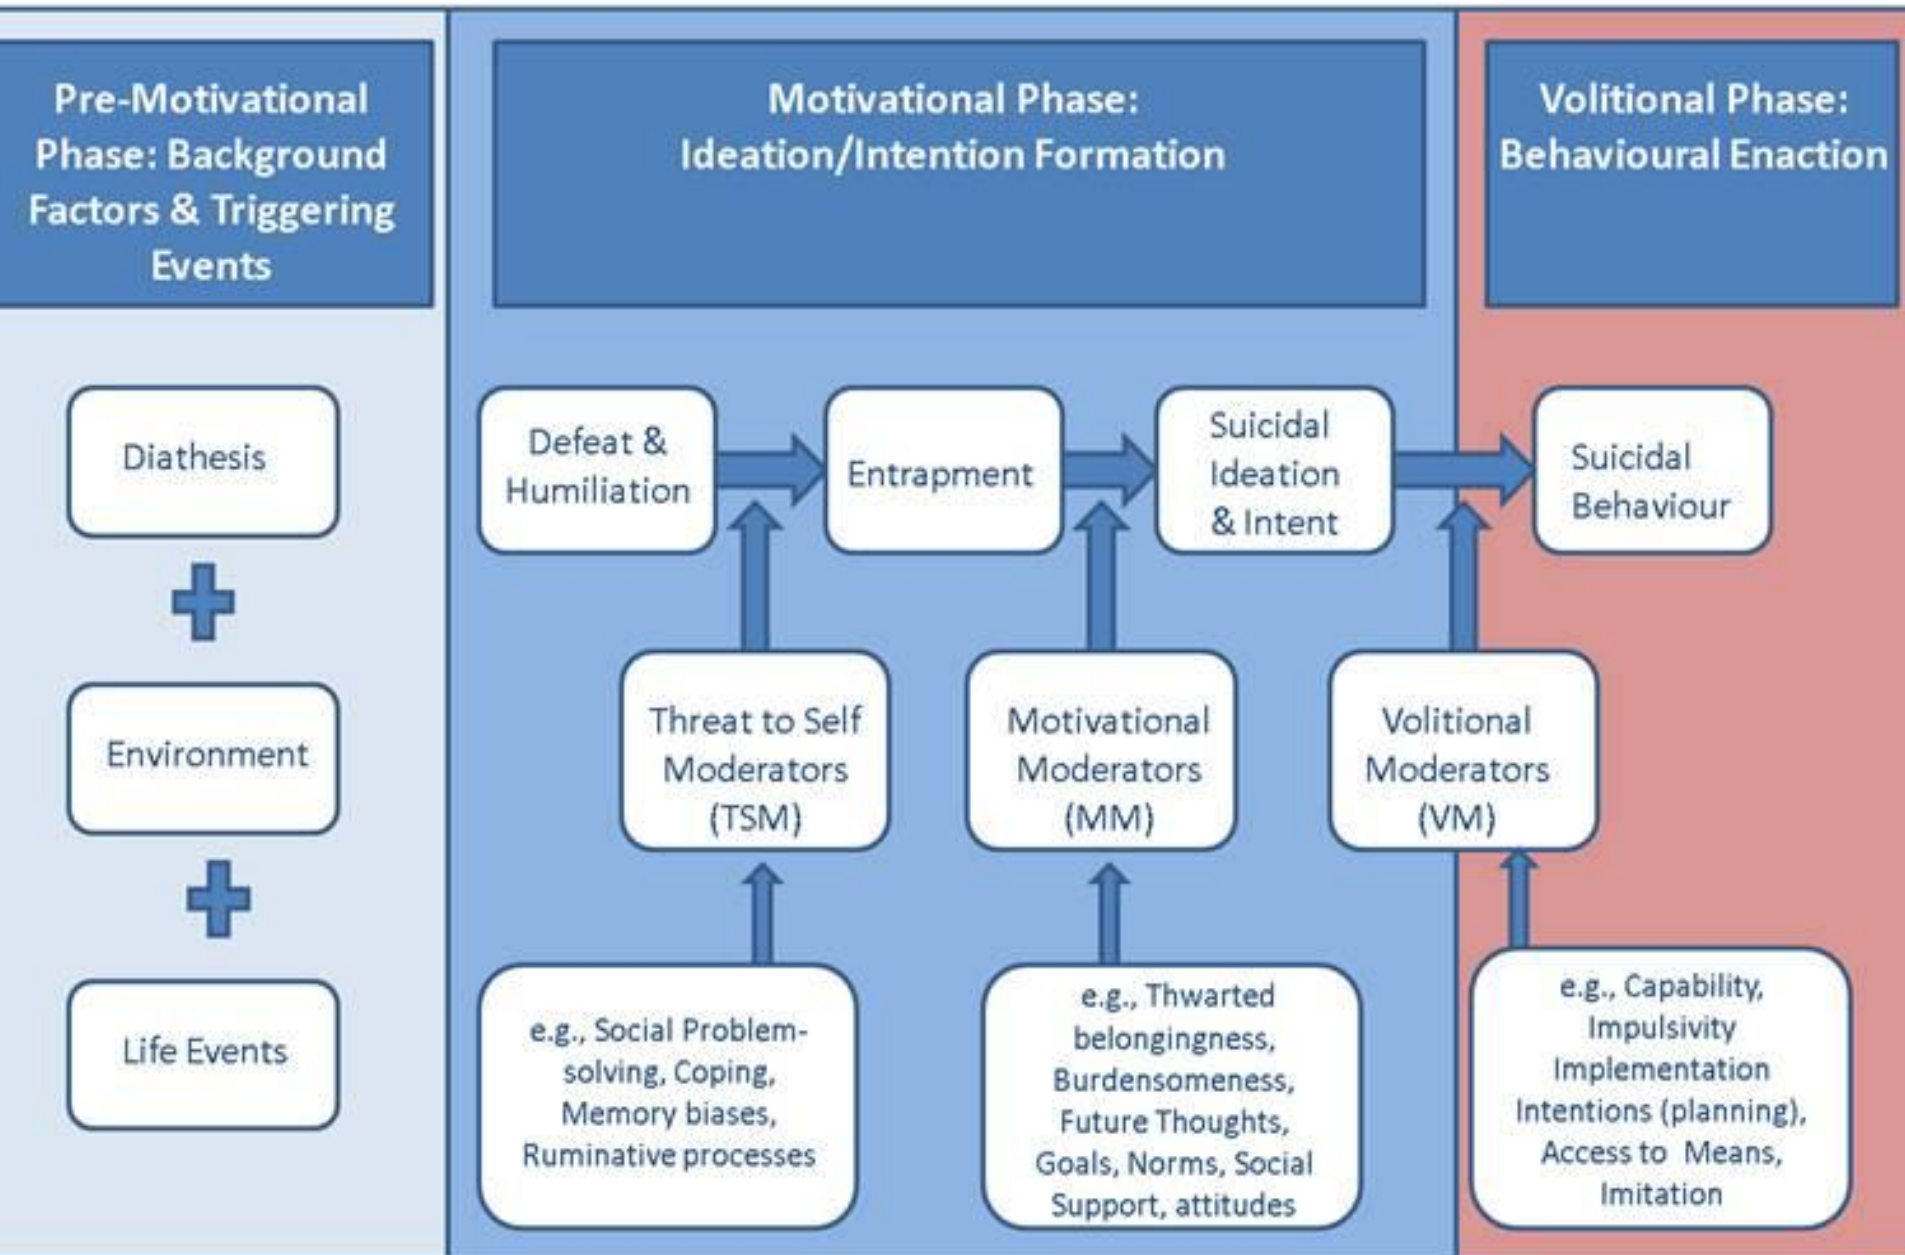 Pre-Motivational
Phase: Background
Factors & Triggering
Events
Motivational Phase:
Ideation/Intention Formation
Volitional Phase:
Behavioural Enaction
Diathesis
Environment
Life Events
Defeat &
Humiliation
Entrapment
Suicidal
Ideation
& Intent
Suicidal
Behaviour
Threat to Self
Moderators
(TSM)
Motivational
Moderators
(MM)
Volitional
Moderators
(VM)
e.g., Social Problem-
solving, Coping,
Memory biases,
Ruminative processes
e.g., Thwarted
belongingness,
Burdensomeness,
Future Thoughts,
Goals, Norms, Social
Support, attitudes
e.g., Capability,
Impulsivity
Implementation
Intentions (planning),
Access to Means,
Imitation